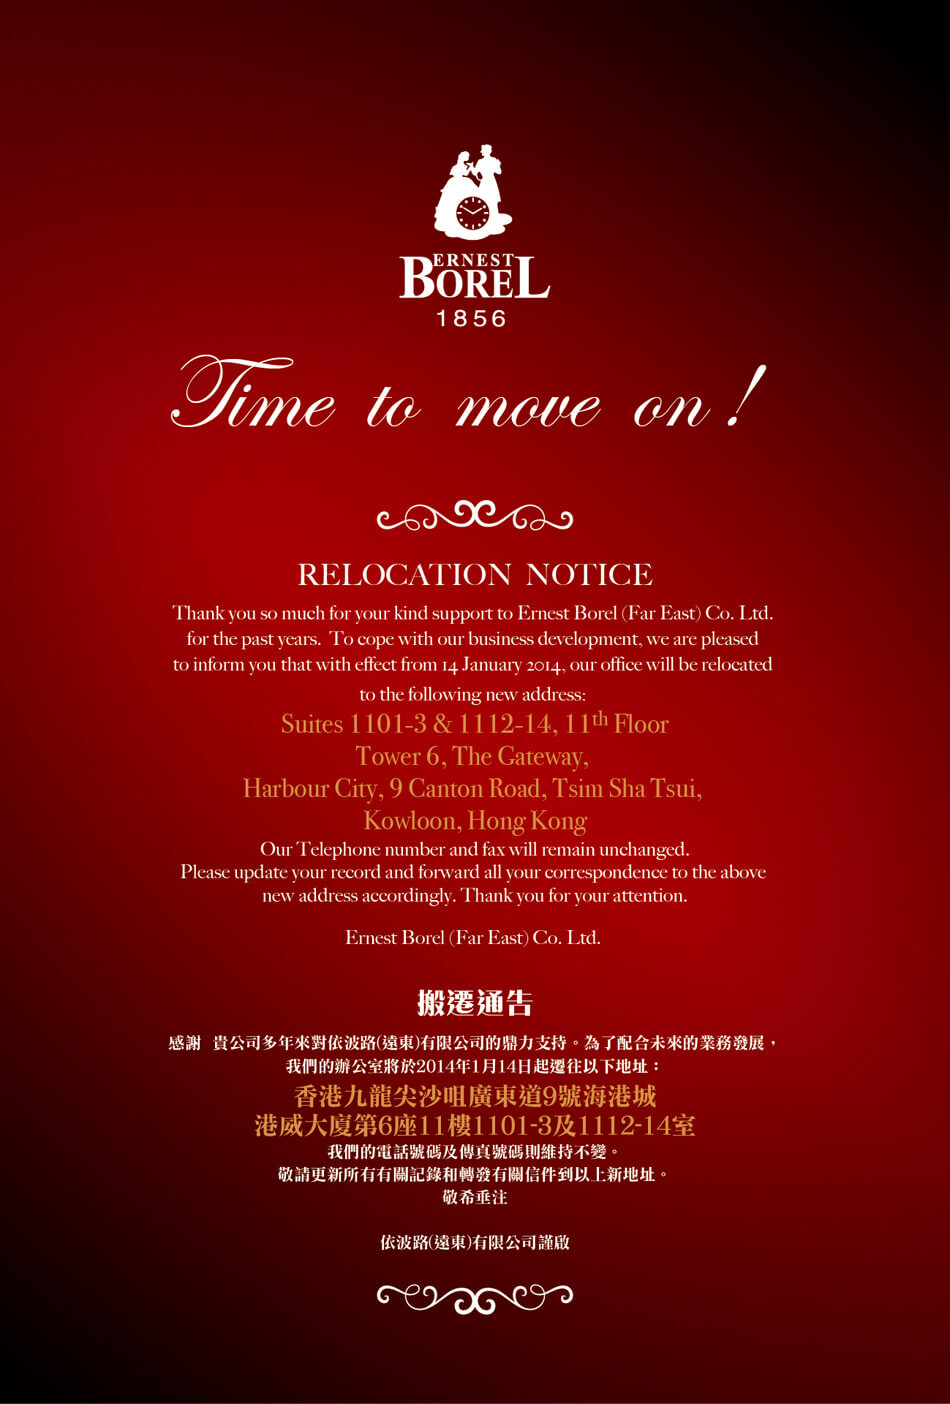 ERNEST
BOREL
1856
Time to move on!
RELOCATION NOTICE
Thank you so much for your kind support to Ernest Borel (Far East) Co. Ltd.
for the past years. To cope with our business development, we are pleased
to inform you that with effect from 14 January 2014, our office will be relocated
to the following new address:
Suites 1101-3 & 1112-14, 11th Floor
Tower 6, The Gateway,
Harbour City, 9 Canton Road, Tsim Sha Tsui,
Kowloon, Hong Kong
Our Telephone number and fax will remain unchanged.
Please update your record and forward all your correspondence to the above
new address accordingly. Thank you for your attention.
Ernest Borel (Far East) Co. Ltd.
搬遷通告
感謝 貴公司多年來對依波路(遠東)有限公司的鼎力支持。為了配合未來的業務發展，
我們的辦公室將於2014年1月14日起遷往以下地址：
香港九龍尖沙咀廣東道9號海港城
港威大廈第6座11樓1101-3及1112-14室
我們的電話號碼及傳真號碼則維持不變。
敬請更新所有有關記錄和轉發有關信件到以上新地址。
敬希垂注
依波路(遠東)有限公司謹啟